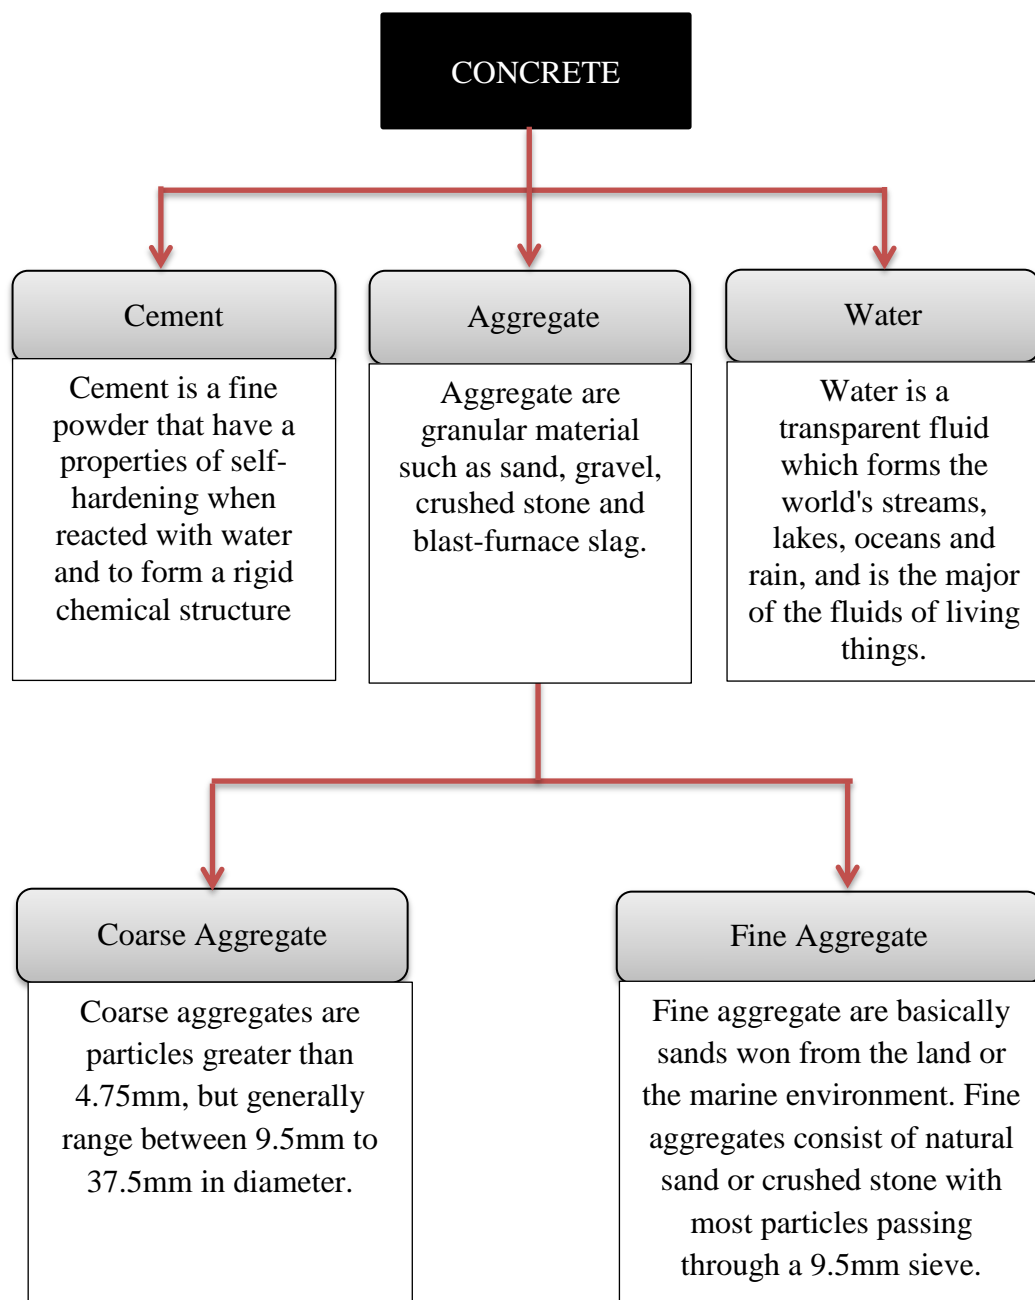 CONCRETE
Cement
Cement is a fine
powder that have a
properties of self-
hardening when
reacted with water
and to form a rigid
chemical structure
Aggregate
Aggregate are
granular material
such as sand, gravel,
crushed stone and
blast-furnace slag.
Water
Water is a
transparent fluid
which forms the
world's streams,
lakes, oceans and
rain, and is the major
of the fluids of living
things.
Coarse Aggregate
Coarse aggregates are
particles greater than
4.75mm, but generally
range between 9.5mm to
37.5mm in diameter.
Fine Aggregate
Fine aggregate are basically
sands won from the land or
the marine environment. Fine
aggregates consist of natural
sand or crushed stone with
most particles passing
through a 9.5mm sieve.